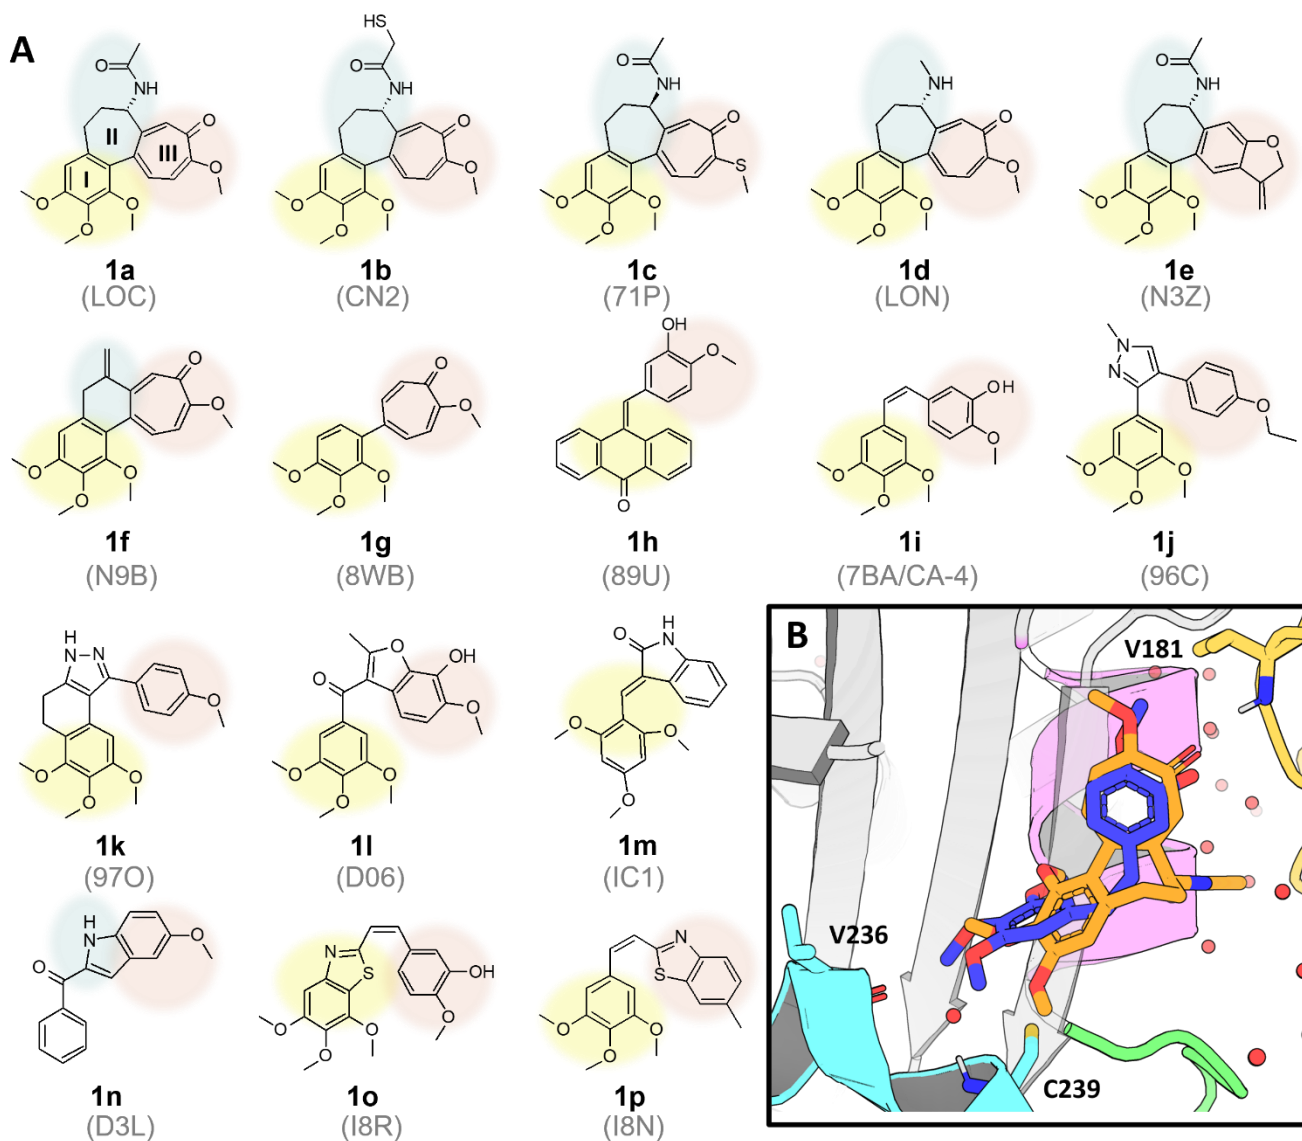 A
HS
O O O O O
NH NH NH NH NH
II O O O O O
III
I O O S O
O O O O O O O O O O
O O O O O
1a 1b 1c 1d 1e
(LOC) (CN2) (71P) (LON) (N3Z)
OH N
O O O N
O O OH
O O O O O O O O O
O O O O O
1f 1g 1h 1i 1j
(N9B) (8WB) (89U) (7BA/CA-4) (96C)
H
N N O OH O N
H
O O O
O O O O O O
O O O
1k 1l 1m
(97O) (D06) (IC1)
H
N O N OH N
O S S
O O O O O
O O O
1n 1o 1p
(D3L) (I8R) (I8N)
B
V181
V236
C239